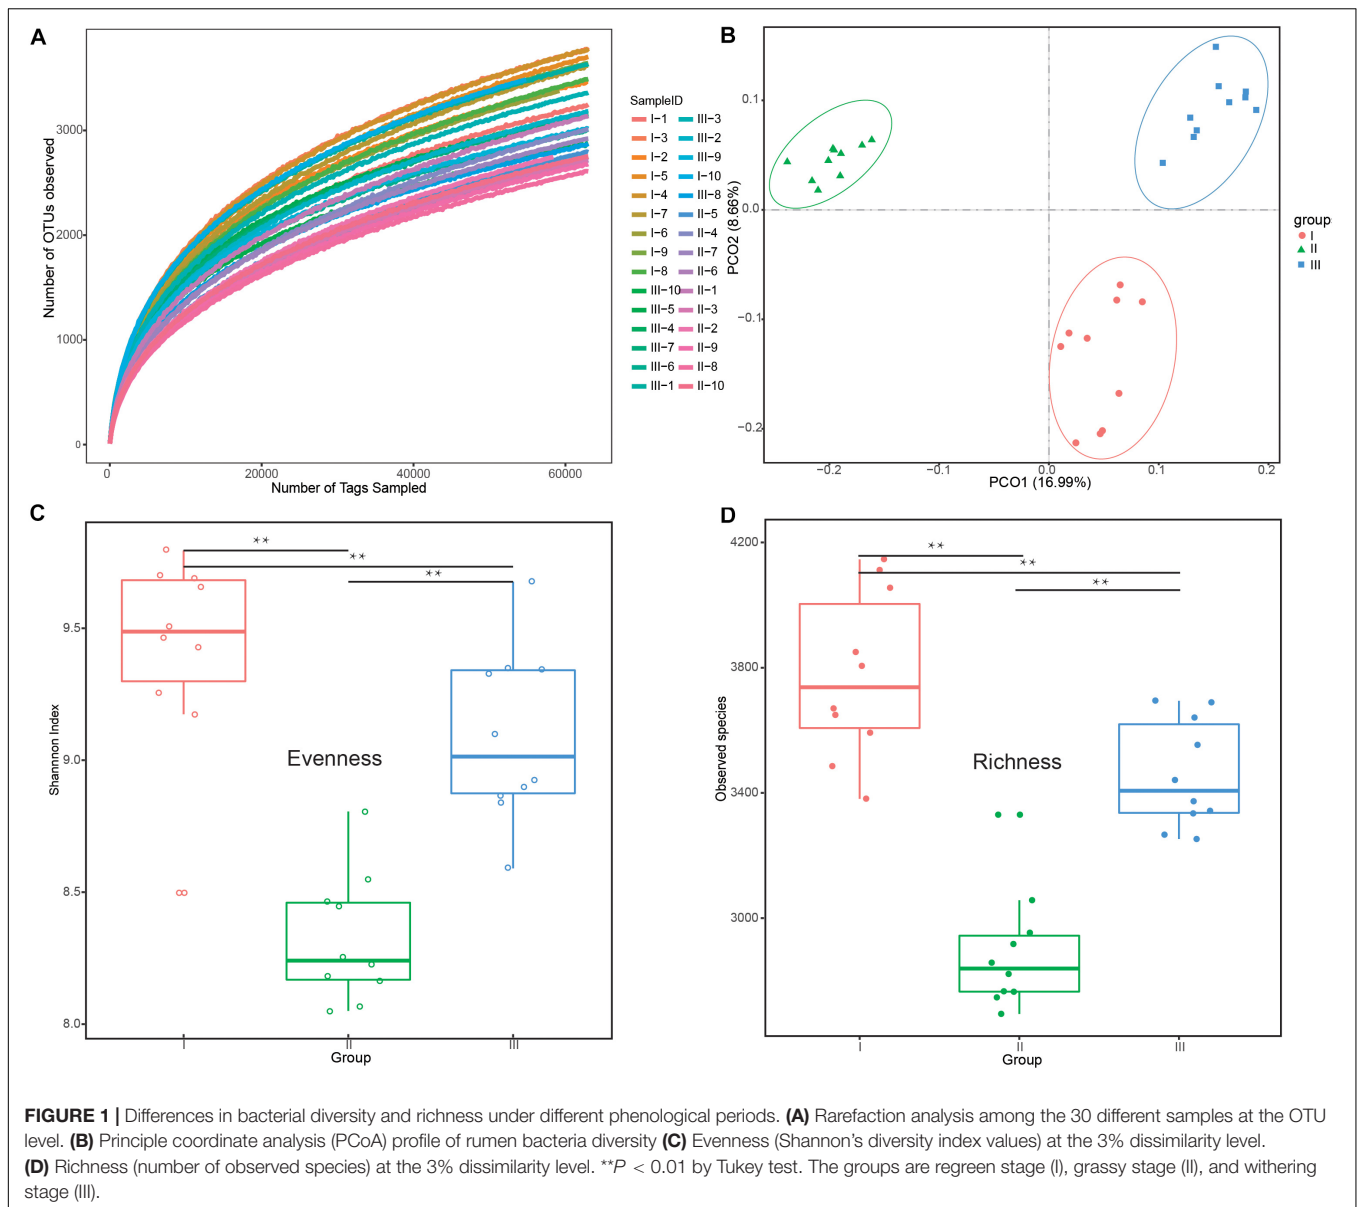 A
Number of OTUs observed
3000
2000
1000
0
0
20000
40000
60000
Number of Tags Sampled
SampleID
I−1
I−3
I−2
I−5
I−4
I−7
I−6
I−9
I−8
III−10
III−5
III−4
III−7
III−6
III−1
III−3
III−2
III−9
I−10
III−8
II−5
II−4
II−7
II−6
II−1
II−3
II−2
II−9
II−8
II−10
B
PCO2 (8.66%)
0.1
0.0
−0.1
−0.2
−0.2
−0.1
0.0
0.1
0.2
PCO1 (16.99%)
group
I
II
III
C
Shannnon Index
9.5
9.0
8.5
8.0
**
**
**
Evenness
I
II
III
Group
D
Observed species
4200
3800
3400
3000
**
**
**
Richness
I
II
III
Group
FIGURE 1 | Differences in bacterial diversity and richness under different phenological periods. (A) Rarefaction analysis among the 30 different samples at the OTU
level. (B) Principle coordinate analysis (PCoA) profile of rumen bacteria diversity (C) Evenness (Shannon's diversity index values) at the 3% dissimilarity level.
(D) Richness (number of observed species) at the 3% dissimilarity level. **P < 0.01 by Tukey test. The groups are regreen stage (I), grassy stage (II), and withering
stage (III).